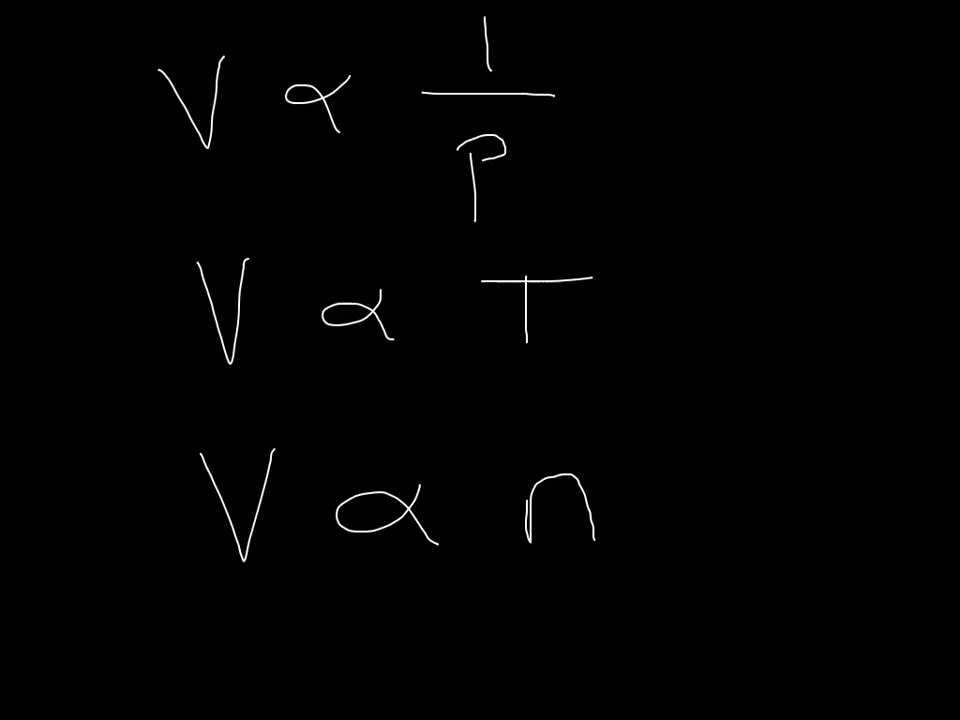 V ∝ 1/P
V ∝ T
V ∝ n